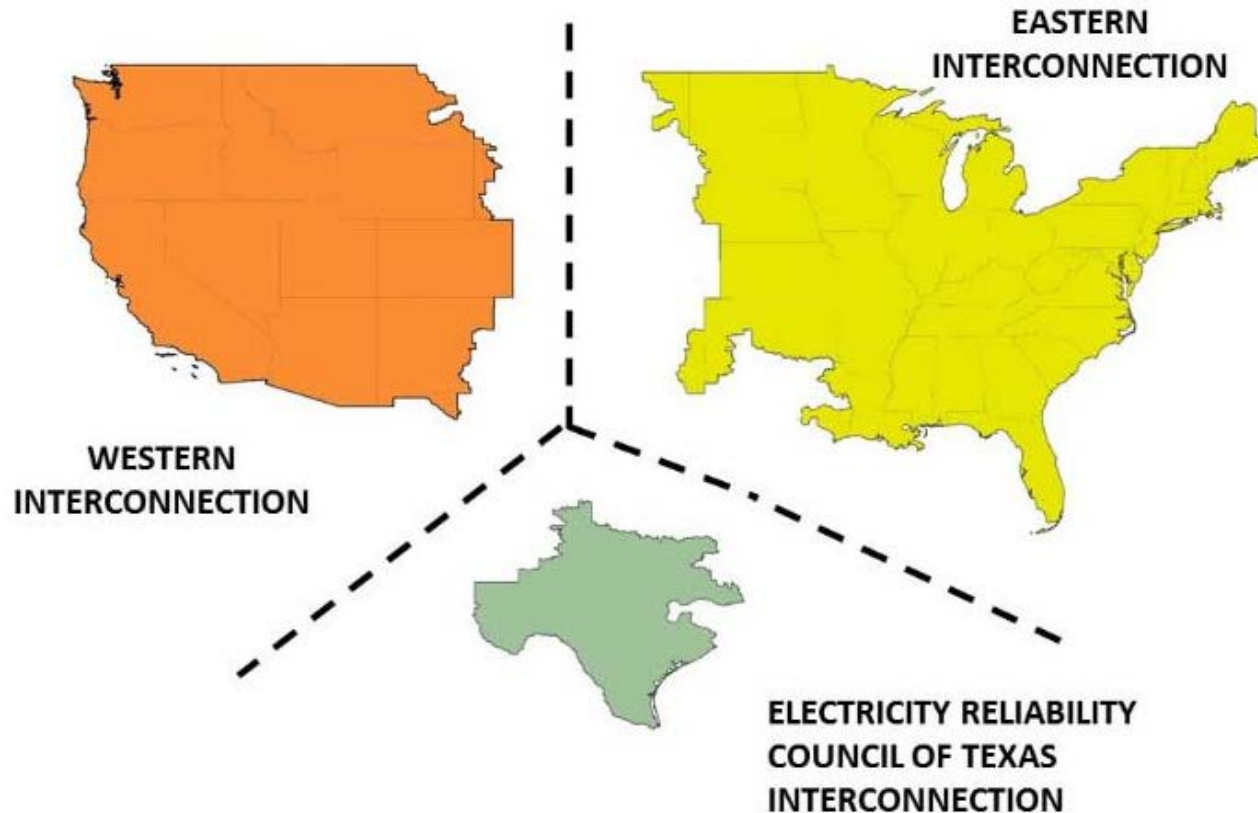 EASTERN
INTERCONNECTION
WESTERN
INTERCONNECTION
ELECTRICITY RELIABILITY
COUNCIL OF TEXAS
INTERCONNECTION